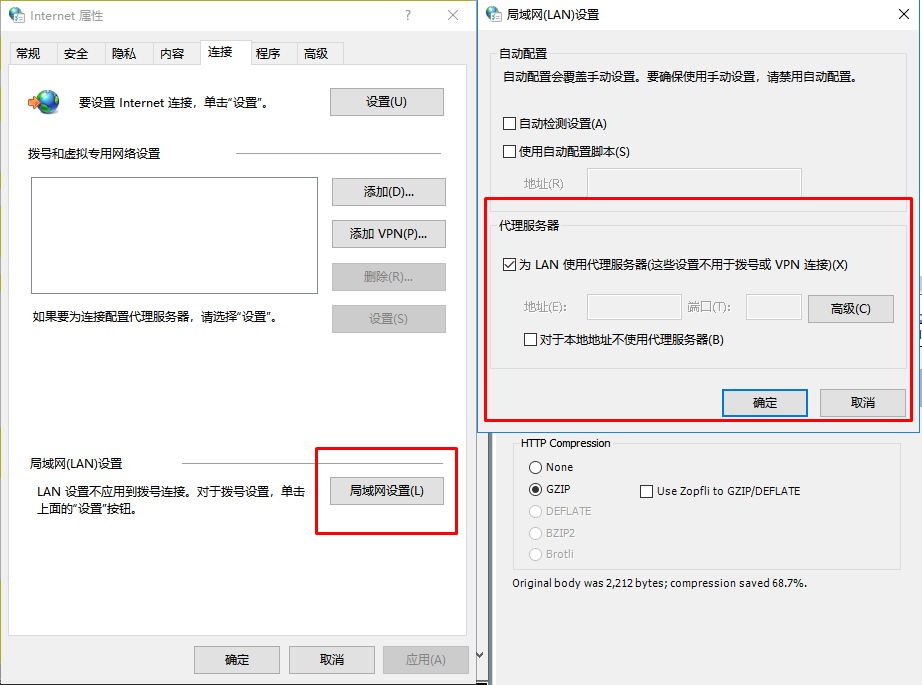 Internet 属性
?
常规
安全
隐私
内容
连接
程序
高级
要设置 Internet 连接，单击“设置”。
设置(U)
拨号和虚拟专用网络设置
添加(D)...
添加 VPN(P)...
删除(R)...
设置(S)
如果要为连接配置代理服务器，请选择“设置”。
局域网(LAN)设置
LAN 设置不应用到拨号连接。对于拨号设置，单击
上面的“设置”按钮。
局域网设置(L)
确定
取消
应用(A)
局域网(LAN)设置
自动配置
自动配置会覆盖手动设置。要确保使用手动设置，请禁用自动配置。
自动检测设置(A)
使用自动配置脚本(S)
地址(R)
代理服务器
为 LAN 使用代理服务器(这些设置不用于拨号或 VPN 连接)(X)
地址(E):
端口(T):
高级(C)
对于本地地址不使用代理服务器(B)
确定
取消
HTTP Compression
None
GZIP
Use Zopfli to GZIP/DEFLATE
DEFLATE
BZIP2
Brotli
Original body was 2,212 bytes; compression saved 68.7%.